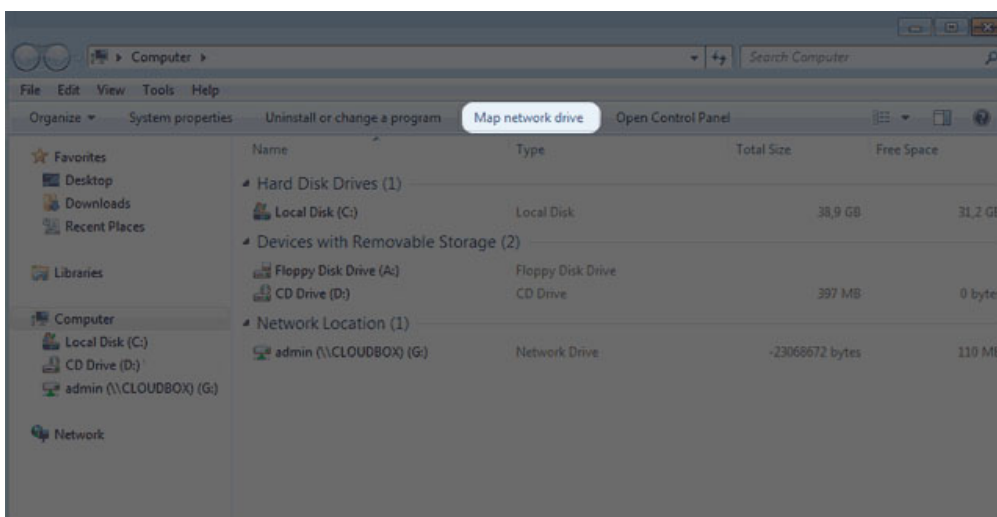 Computer
Search Computer
File Edit View Tools Help
Organize System properties Uninstall or change a program Map network drive Open Control Panel
Favorites
Desktop
Downloads
Recent Places
Libraries
Computer
Local Disk (C:)
CD Drive (D:)
admin (\\CLOUDBOX) (G:)
Network
Name Type Total Size Free Space
Hard Disk Drives (1)
Local Disk (C:) Local Disk 38,9 GB 31,2 GB
Devices with Removable Storage (2)
Floppy Disk Drive (A:) Floppy Disk Drive
CD Drive (D:) CD Drive 397 MB 0 bytes
Network Location (1)
admin (\\CLOUDBOX) (G:) Network Drive -23068672 bytes 110 MB